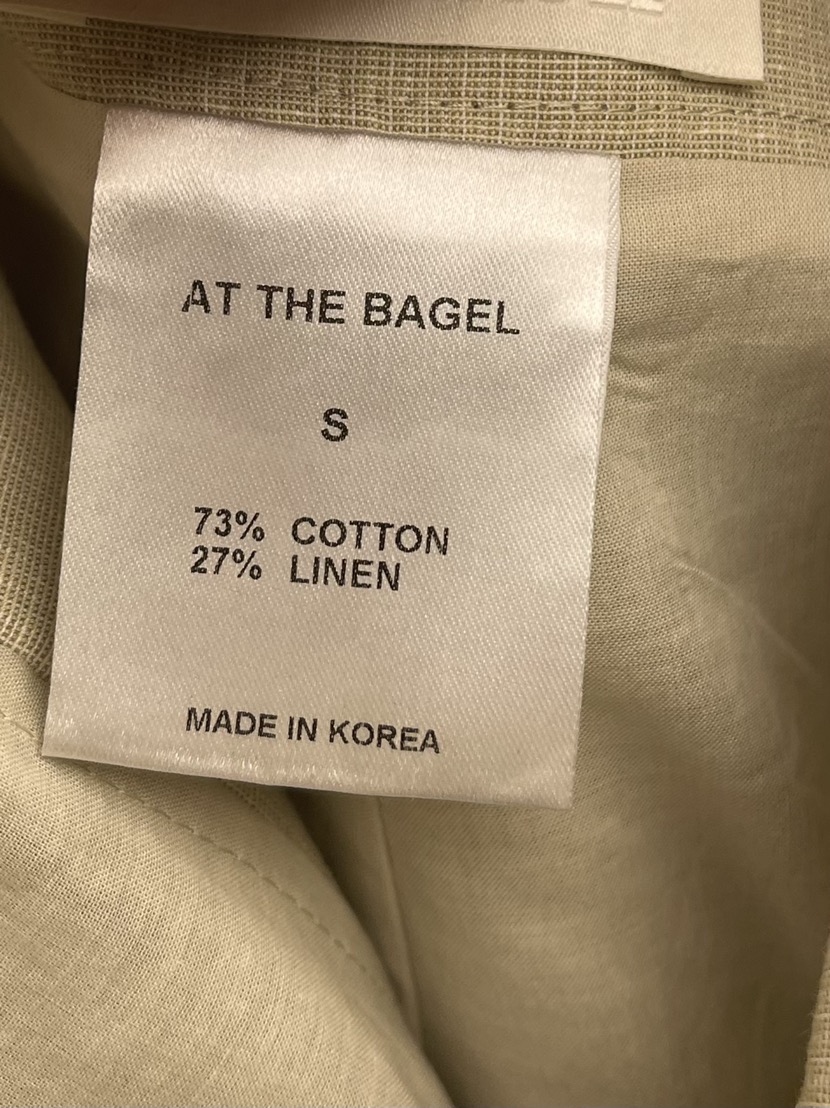 AT THE BAGEL
S
73% COTTON
27% LINEN
MADE IN KOREA